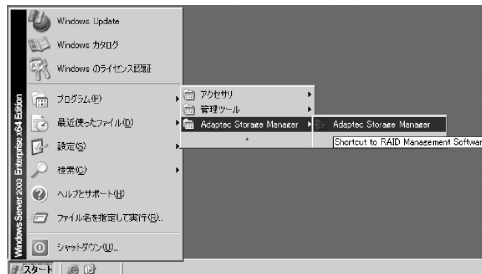 Windows Update
Windows カタログ
Windows のライセンス認証
プログラム(P)
最近使ったファイル(D)
設定(S)
検索(C)
ヘルプとサポート(H)
ファイル名を指定して実行(R)...
シャットダウン(U)...
Windows Server 2003 Enterprise x64 Edition
アクセサリ
管理ツール
Adaptec Storage Manager
Adaptec Storage Manager
Shortcut to RAID Management Softwar
スタート